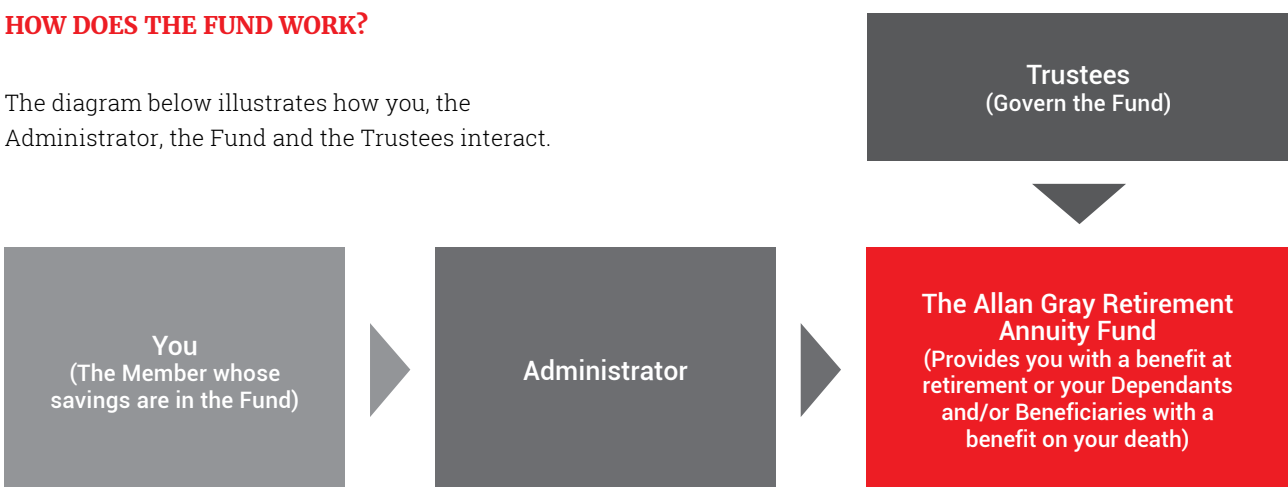 HOW DOES THE FUND WORK?
The diagram below illustrates how you, the
Administrator, the Fund and the Trustees interact.
Trustees
(Govern the Fund)
You
(The Member whose
savings are in the Fund)
Administrator
The Allan Gray Retirement
Annuity Fund
(Provides you with a benefit at
retirement or your Dependants
and/or Beneficiaries with a
benefit on your death)